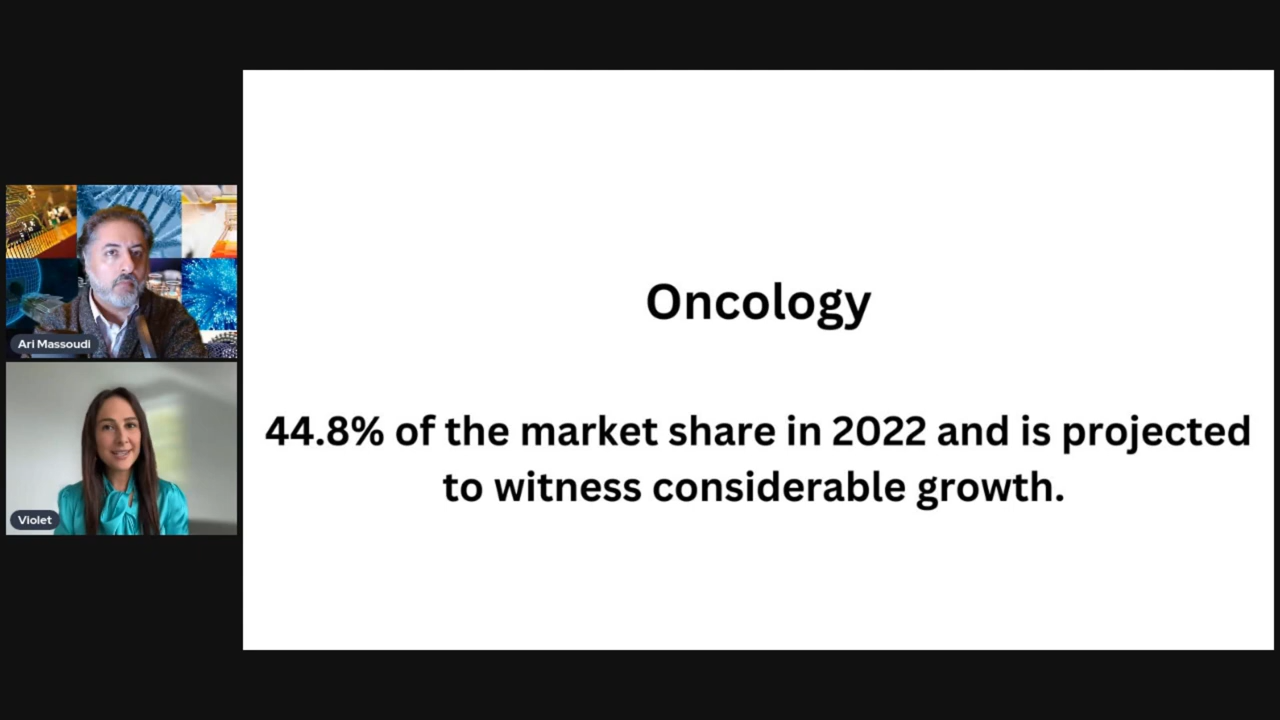 Ari Massoudi
Violet
Oncology
44.8% of the market share in 2022 and is projected
to witness considerable growth.